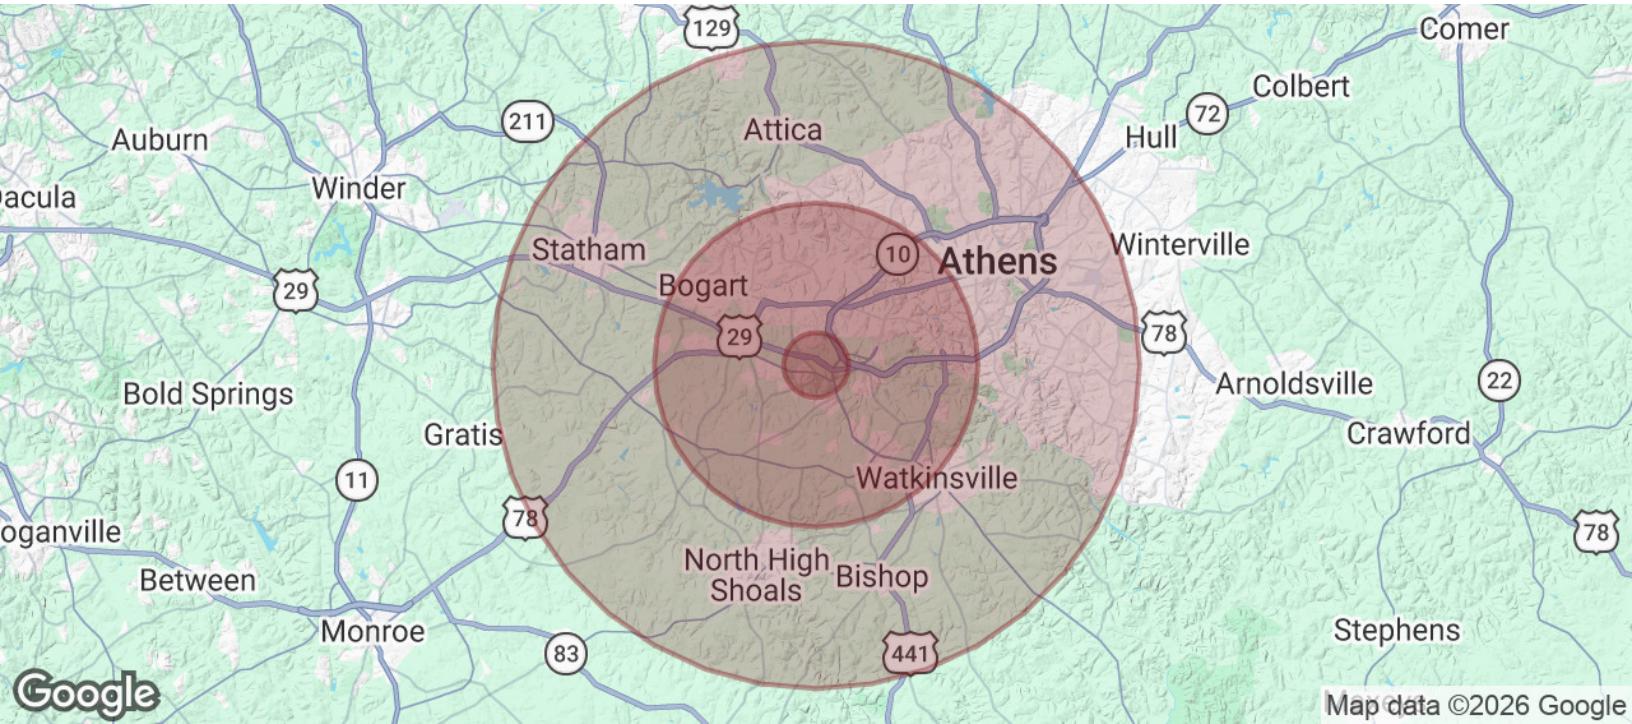 129
Comer
Colbert
211
72
Attica
Auburn
Hull
Winder
Dacula
Statham
10
Athens
Winterville
Bogart
29
29
78
Arnoldsville
22
Bold Springs
Gratis
Crawford
11
Watkinsville
78
78
oganville
North High
Shoals
Bishop
Between
Monroe
83
441
Stephens
Google
Map data ©2026 Google